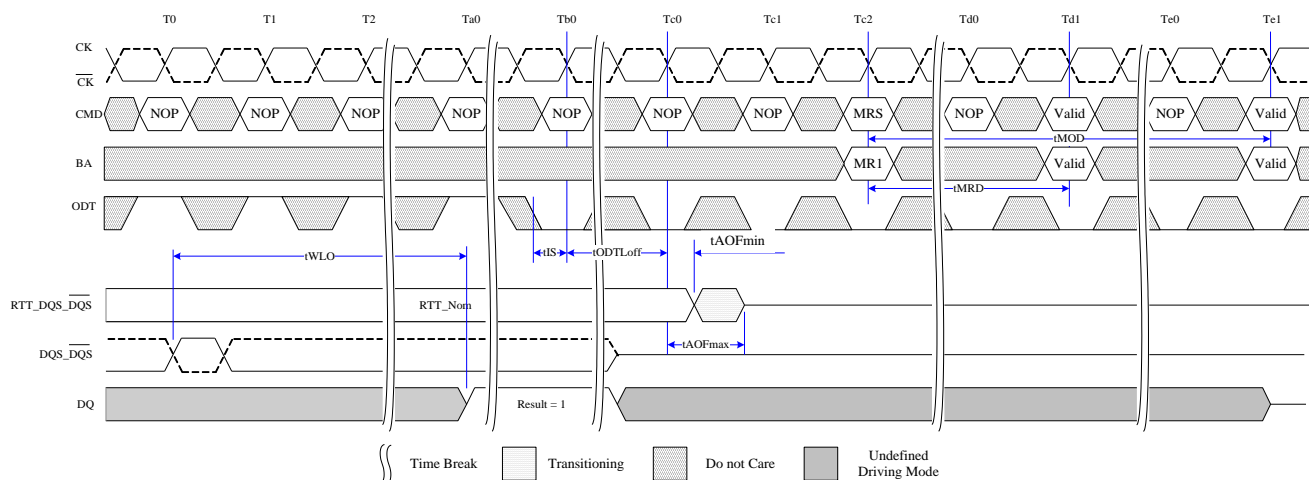 T0 T1 T2 Ta0 Tb0 Tc0 Tc1 Tc2 Td0 Td1 Te0 Te1
CK
CK
CMD NOP NOP NOP NOP NOP NOP NOP MRS NOP Valid NOP Valid
tMOD
BA MR1 Valid Valid
tMRD
ODT
tAOFmin
tIS tODTLoff
tWLO
RTT_DQS_DQS RTT_Nom
DQS_DQS
tAOFmax
DQ Result = 1
Time Break Transitioning Do not Care Undefined
Driving Mode